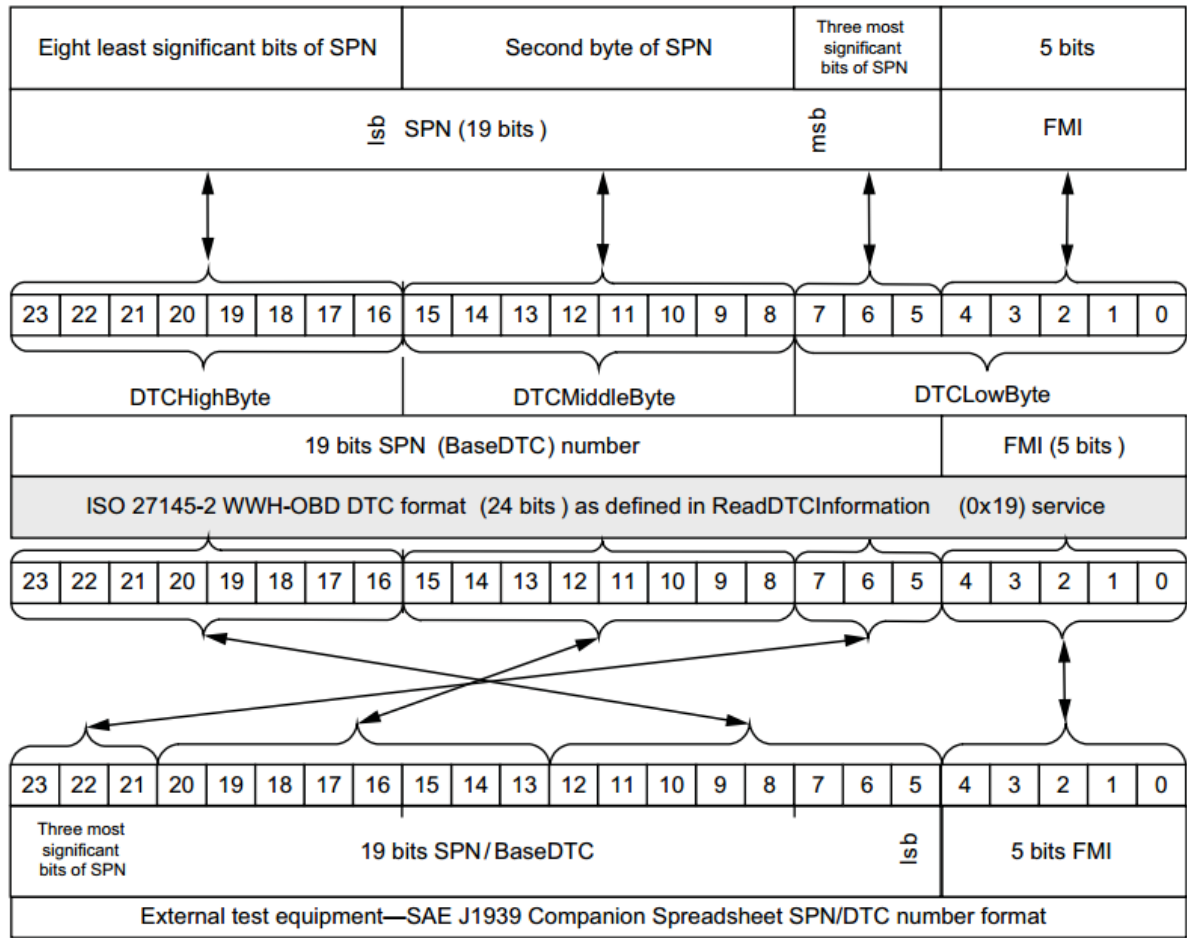 Eight least significant bits of SPN
Second byte of SPN
Three most
significant
bits of SPN
5 bits
lsb
SPN (19 bits )
msb
FMI
23 22 21 20 19 18 17 16 15 14 13 12 11 10 9 8 7 6 5 4 3 2 1 0
DTCHighByte
DTCMiddleByte
DTCLowByte
19 bits SPN (BaseDTC) number
FMI (5 bits )
ISO 27145-2 WWH-OBD DTC format (24 bits ) as defined in ReadDTCInformation (0x19) service
23 22 21 20 19 18 17 16 15 14 13 12 11 10 9 8 7 6 5 4 3 2 1 0
23 22 21 20 19 18 17 16 15 14 13 12 11 10 9 8 7 6 5 4 3 2 1 0
Three most
significant
bits of SPN
19 bits SPN/BaseDTC
lsb
5 bits FMI
External test equipment—SAE J1939 Companion Spreadsheet SPN/DTC number format